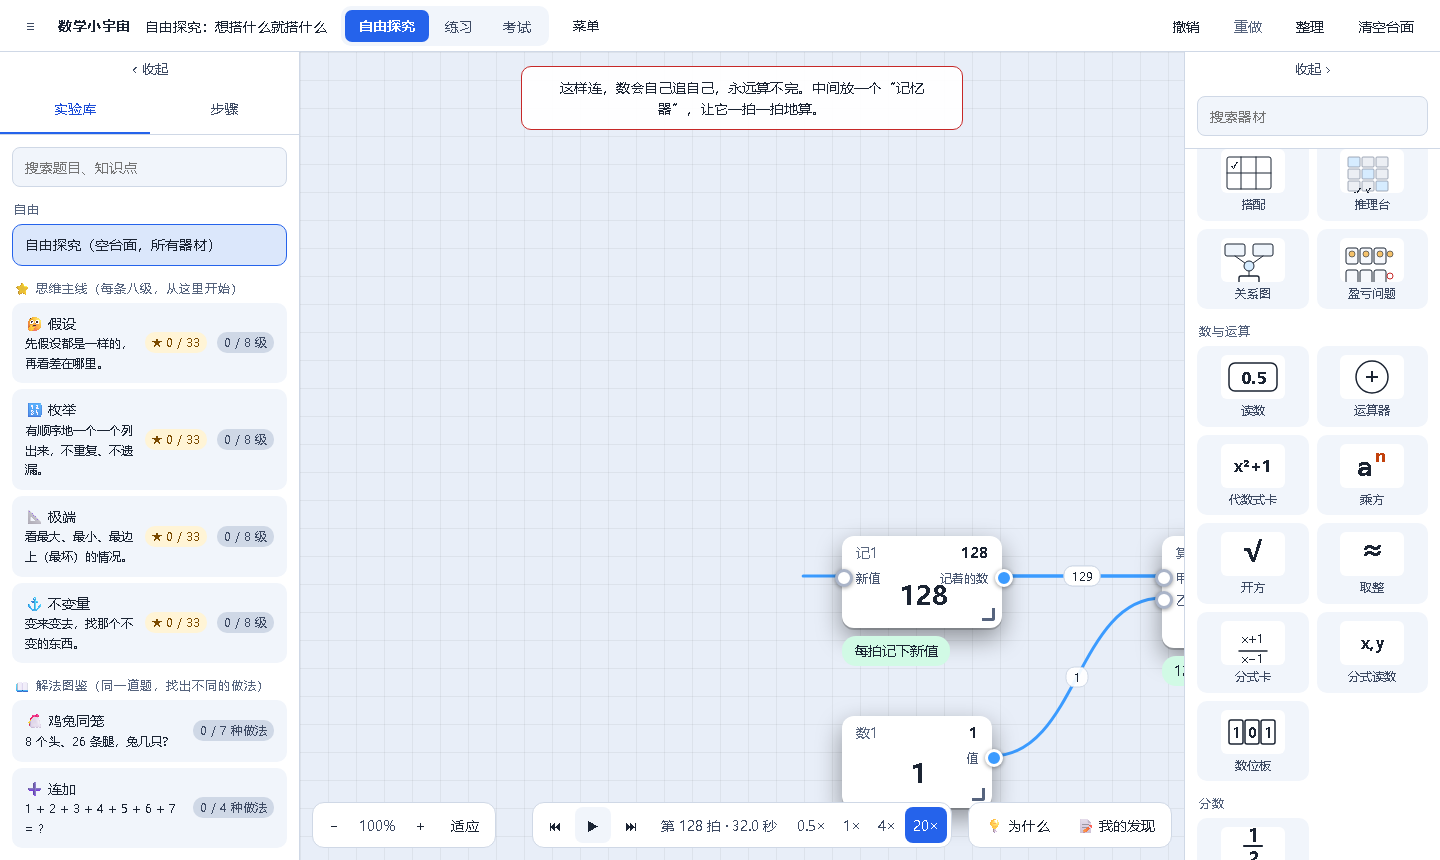 ≡ 数学小宇宙 自由探究：想搭什么就搭什么 自由探究 练习 考试 菜单 撤销 重做 整理 清空台面
‹ 收起
实验库 步骤
搜索题目、知识点
自由
自由探究（空台面，所有器材）
⭐ 思维主线（每条八级，从这里开始）
🤔 假设
先假设都是一样的，
再看差在哪里。
★ 0 / 33 0 / 8 级
🔢 枚举
有顺序地一个一个列
出来，不重复、不遗
漏。
★ 0 / 33 0 / 8 级
📐 极端
看最大、最小、最边
上（最坏）的情况。
★ 0 / 33 0 / 8 级
⚓ 不变量
变来变去，找那个不
变的东西。
★ 0 / 33 0 / 8 级
📖 解法图鉴（同一道题，找出不同的做法）
🐔 鸡兔同笼
8 个头、26 条腿，兔几只?
0 / 7 种做法
➕ 连加
1 + 2 + 3 + 4 + 5 + 6 + 7
= ?
0 / 4 种做法
这样连，数会自己追自己，永远算不完。中间放一个“记忆
器”，让它一拍一拍地算。
记1 128
新值 记着的数
128
每拍记下新值
129
1
数1 1
值
1
甲
乙
− 100% + 适应
⏮ ▶ ⏭ 第 128 拍 · 32.0 秒 0.5× 1× 4× 20×
💡 为什么 📝 我的发现
收起 ›
搜索器材
搭配 推理台
关系图 盈亏问题
数与运算
0.5 +
读数 运算器
x²+1 aⁿ
代数式卡 乘方
√ ≈
开方 取整
x+1
x−1
x,y
分式卡 分式读数
1 0 1
数位板
分数
1
2